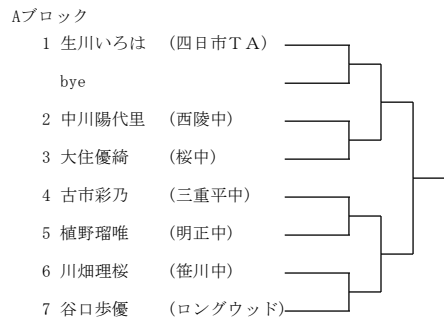 Aブロック
1 生川いろは (四日市ＴＡ)
bye
2 中川陽代里 (西陵中)
3 大住優綺 (桜中)
4 古市彩乃 (三重平中)
5 植野瑠唯 (明正中)
6 川畑理桜 (笹川中)
7 谷口歩優 (ロングウッド)